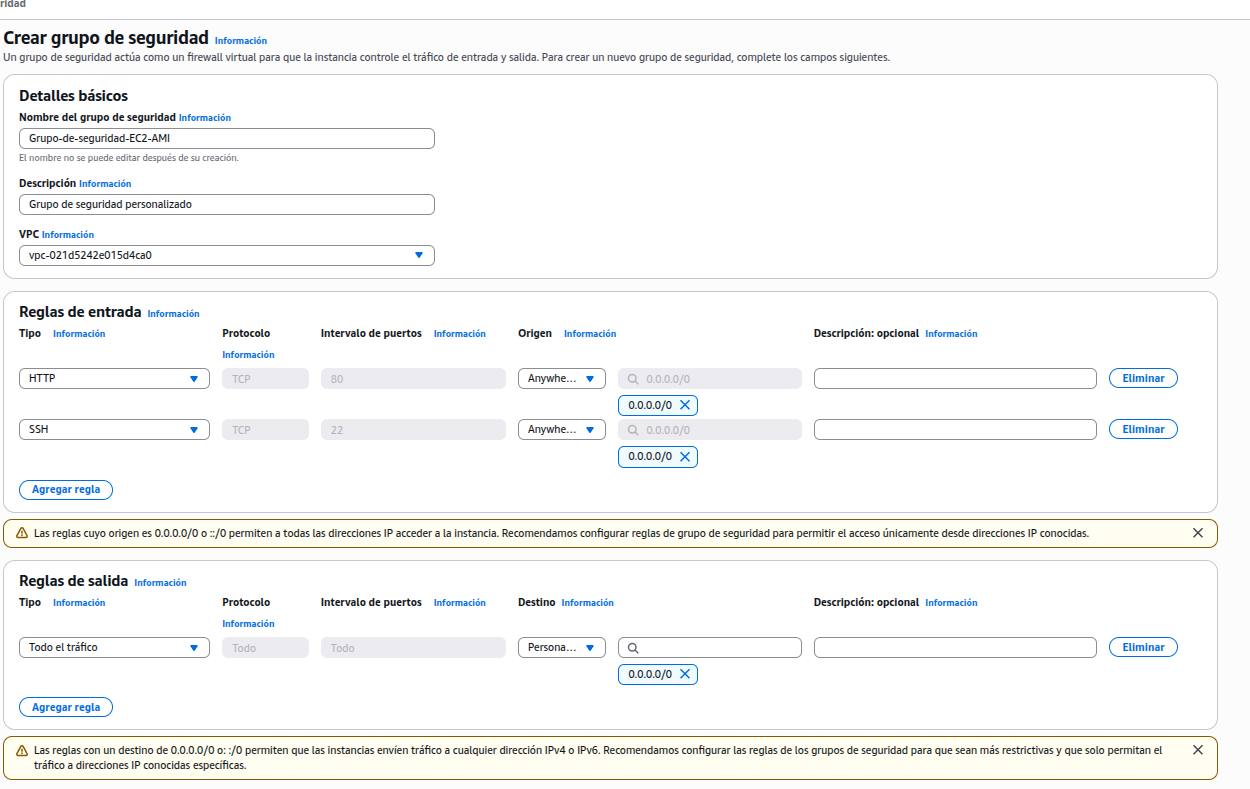 ridad
Crear grupo de seguridad Información
Un grupo de seguridad actúa como un firewall virtual para que la instancia controle el tráfico de entrada y salida. Para crear un nuevo grupo de seguridad, complete los campos siguientes.
Detalles básicos
Nombre del grupo de seguridad Información
Grupo-de-seguridad-EC2-AMI
El nombre no se puede editar después de su creación.
Descripción Información
Grupo de seguridad personalizado
VPC Información
vpc-021d5242e015d4ca0
Reglas de entrada Información
Tipo Información Protocolo Información Intervalo de puertos Información Origen Información Descripción: opcional Información
HTTP TCP 80 Anywhe... 0.0.0.0/0 Eliminar
0.0.0.0/0
SSH TCP 22 Anywhe... 0.0.0.0/0 Eliminar
0.0.0.0/0
Agregar regla
Las reglas cuyo origen es 0.0.0.0/0 o ::/0 permiten a todas las direcciones IP acceder a la instancia. Recomendamos configurar reglas de grupo de seguridad para permitir el acceso únicamente desde direcciones IP conocidas.
Reglas de salida Información
Tipo Información Protocolo Información Intervalo de puertos Información Destino Información Descripción: opcional Información
Todo el tráfico Todo Todo Persona... Eliminar
0.0.0.0/0
Agregar regla
Las reglas con un destino de 0.0.0.0/0 o: :/0 permiten que las instancias envíen tráfico a cualquier dirección IPv4 o IPv6. Recomendamos configurar las reglas de los grupos de seguridad para que sean más restrictivas y que solo permitan el
tráfico a direcciones IP conocidas específicas.